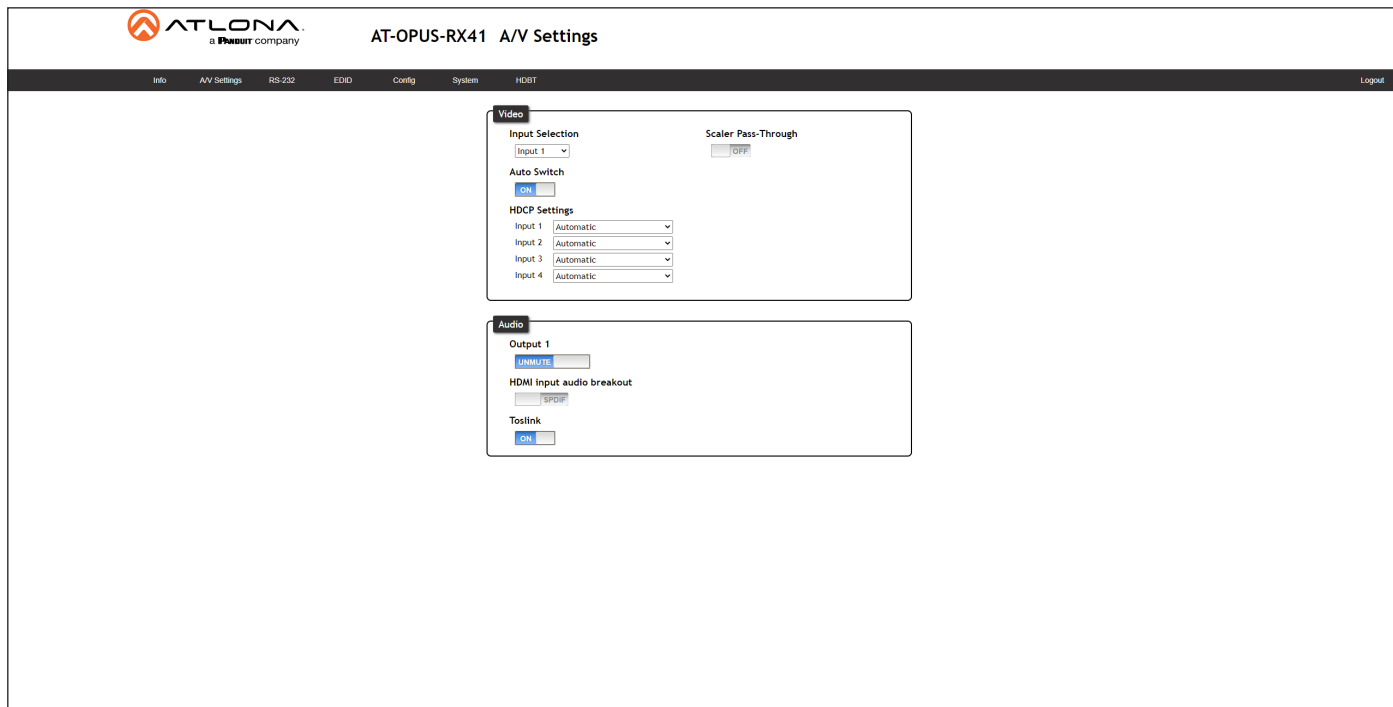 ATLONA.
a PANDUIT company
AT-OPUS-RX41 A/V Settings
Info A/V Settings RS-232 EDID Config System HDBT Logout
Video
Input Selection Scaler Pass-Through
Input 1 OFF
Auto Switch
ON
HDCP Settings
Input 1 Automatic
Input 2 Automatic
Input 3 Automatic
Input 4 Automatic
Audio
Output 1
UNMUTE
HDMI input audio breakout
SPDIF
Toslink
ON